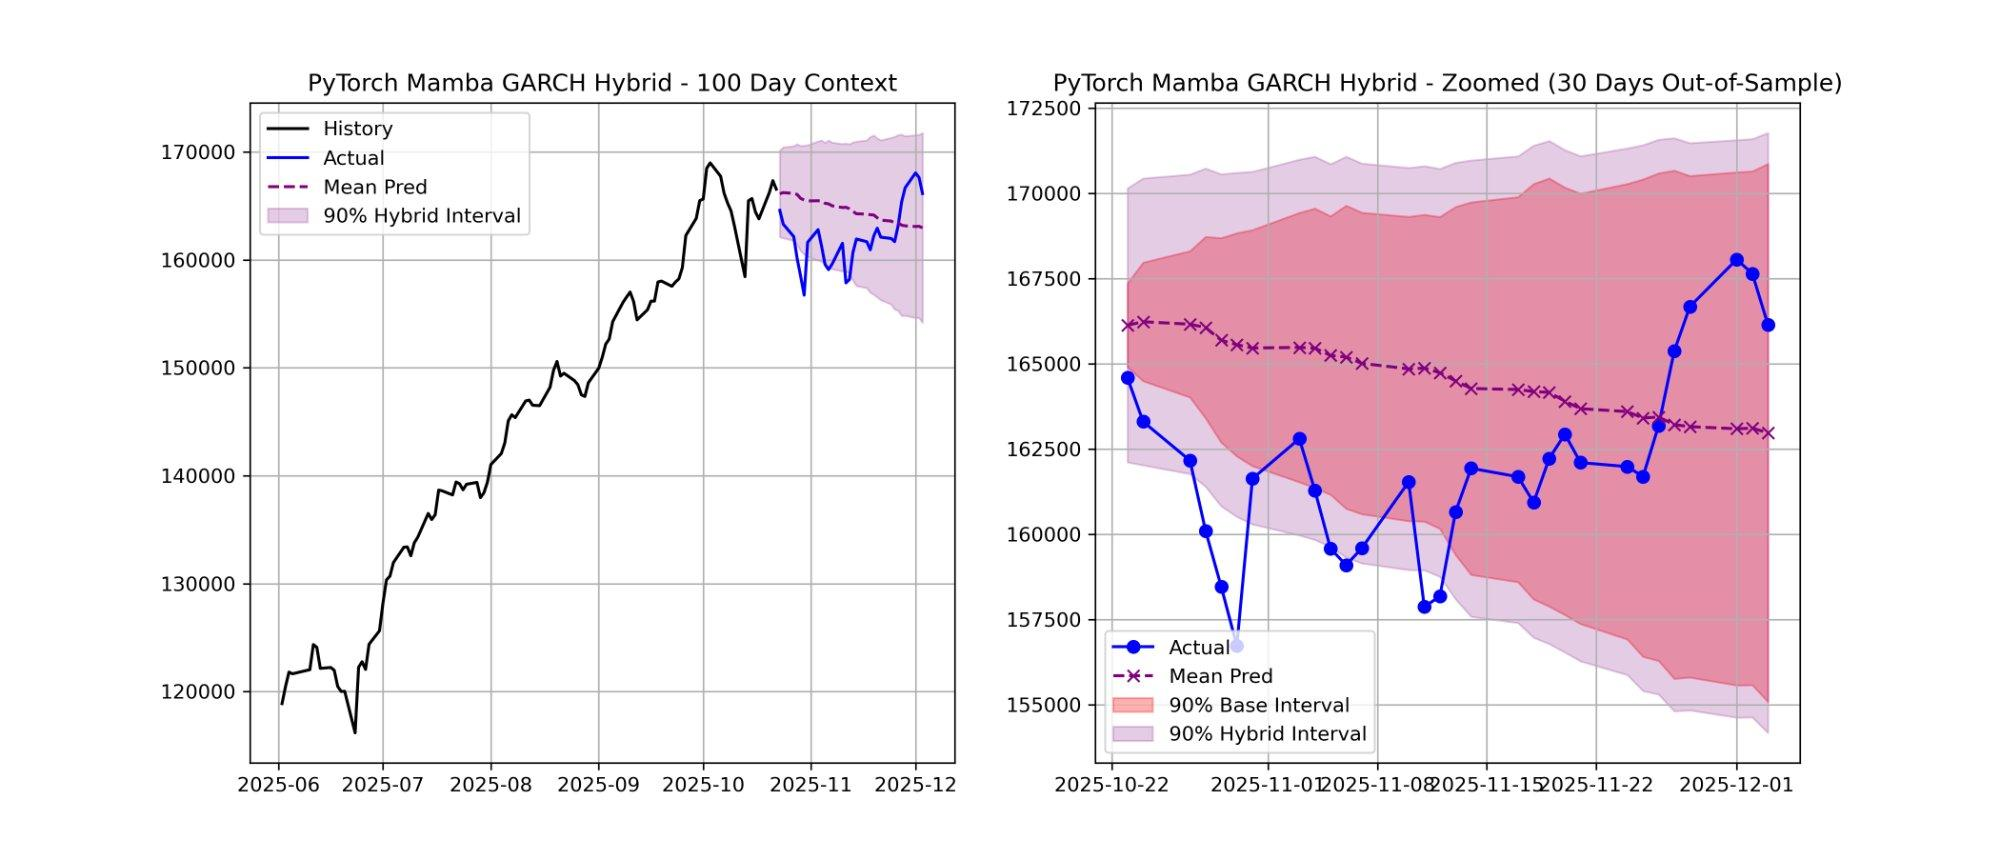 PyTorch Mamba GARCH Hybrid - 100 Day Context
History
Actual
Mean Pred
90% Hybrid Interval
170000
160000
150000
140000
130000
120000
2025-06
2025-07
2025-08
2025-09
2025-10
2025-11
2025-12
PyTorch Mamba GARCH Hybrid - Zoomed (30 Days Out-of-Sample)
172500
170000
167500
165000
162500
160000
157500
155000
Actual
Mean Pred
90% Base Interval
90% Hybrid Interval
2025-10-22
2025-11-01
2025-11-08
2025-11-15
2025-11-22
2025-12-01